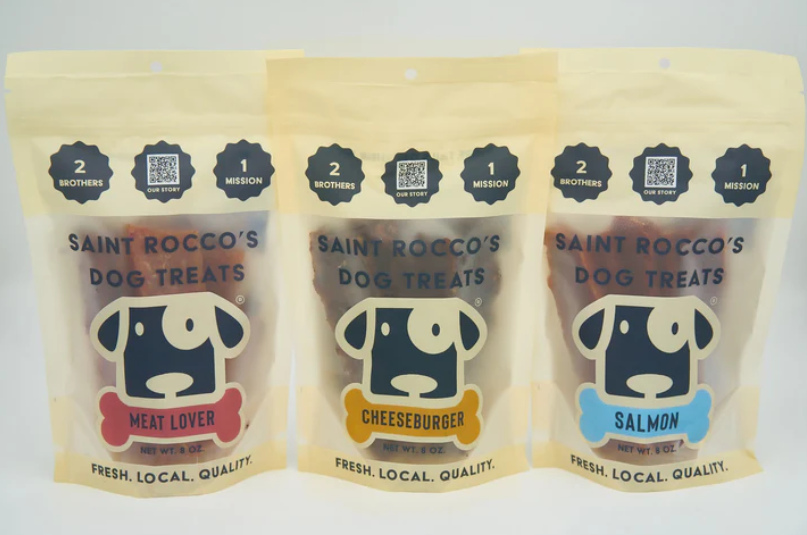 2
BROTHERS
OUR STORY
1
MISSION
SAINT ROCCO'S
DOG TREATS
®
MEAT LOVER
NET WT. 8 OZ.
FRESH. LOCAL. QUALITY.
2
BROTHERS
OUR STORY
1
MISSION
SAINT ROCCO'S
DOG TREATS
®
CHEESEBURGER
NET WT. 8 OZ.
FRESH. LOCAL. QUALITY.
2
BROTHERS
OUR STORY
1
MISSION
SAINT ROCCO'S
DOG TREATS
®
SALMON
NET WT. 8 OZ.
FRESH. LOCAL. QUALITY.